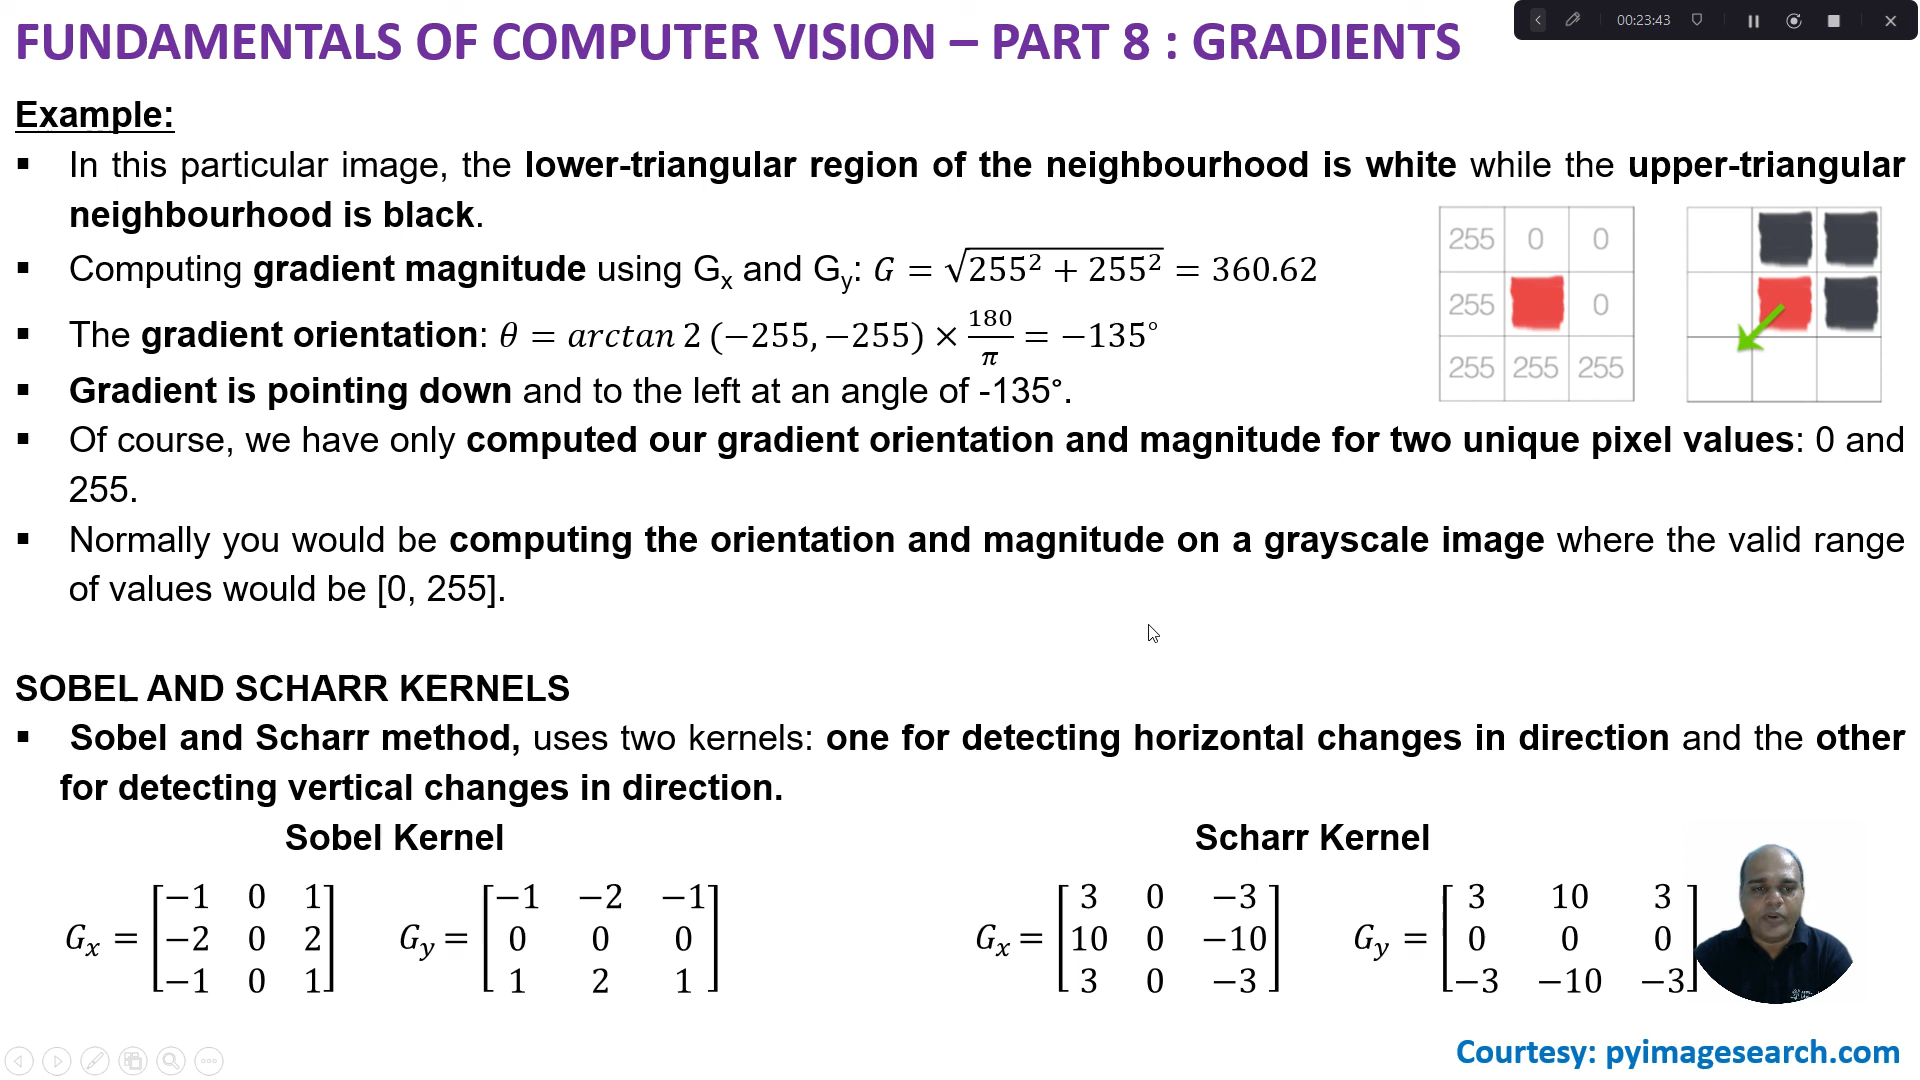 FUNDAMENTALS OF COMPUTER VISION – PART 8 : GRADIENTS
00:23:43
Example:
▪ In this particular image, the lower-triangular region of the neighbourhood is white while the upper-triangular
neighbourhood is black.
▪ Computing gradient magnitude using Gx and Gy: G = √(255² + 255²) = 360.62
▪ The gradient orientation: θ = arctan 2 (−255, −255) × 180/π = −135°
▪ Gradient is pointing down and to the left at an angle of -135°.
255 0 0
255 0
255 255 255
▪ Of course, we have only computed our gradient orientation and magnitude for two unique pixel values: 0 and
255.
▪ Normally you would be computing the orientation and magnitude on a grayscale image where the valid range
of values would be [0, 255].
SOBEL AND SCHARR KERNELS
▪ Sobel and Scharr method, uses two kernels: one for detecting horizontal changes in direction and the other
for detecting vertical changes in direction.
Sobel Kernel
Gx = [−1 0 1
−2 0 2
−1 0 1]
Gy = [−1 −2 −1
0 0 0
1 2 1]
Scharr Kernel
Gx = [3 0 −3
10 0 −10
3 0 −3]
Gy = [3 10 3
0 0 0
−3 −10 −3]
Courtesy: pyimagesearch.com